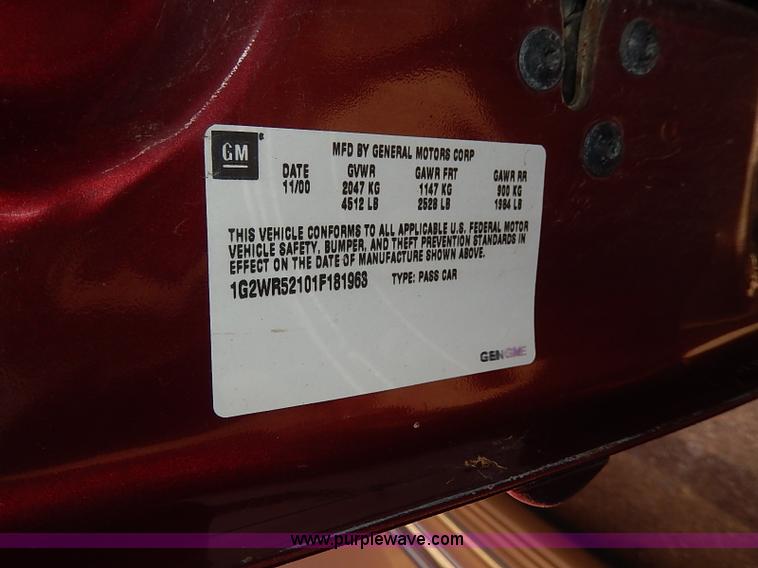 GM
MFD BY GENERAL MOTORS CORP
DATE GVWR GAWR FRT GAWR RR
11/00 2047 KG 1147 KG 900 KG
4512 LB 2528 LB 1984 LB
THIS VEHICLE CONFORMS TO ALL APPLICABLE U.S. FEDERAL MOTOR
VEHICLE SAFETY, BUMPER, AND THEFT PREVENTION STANDARDS IN
EFFECT ON THE DATE OF MANUFACTURE SHOWN ABOVE.
1G2WR52101F181963 TYPE: PASS CAR
GENGME
www.purplewave.com